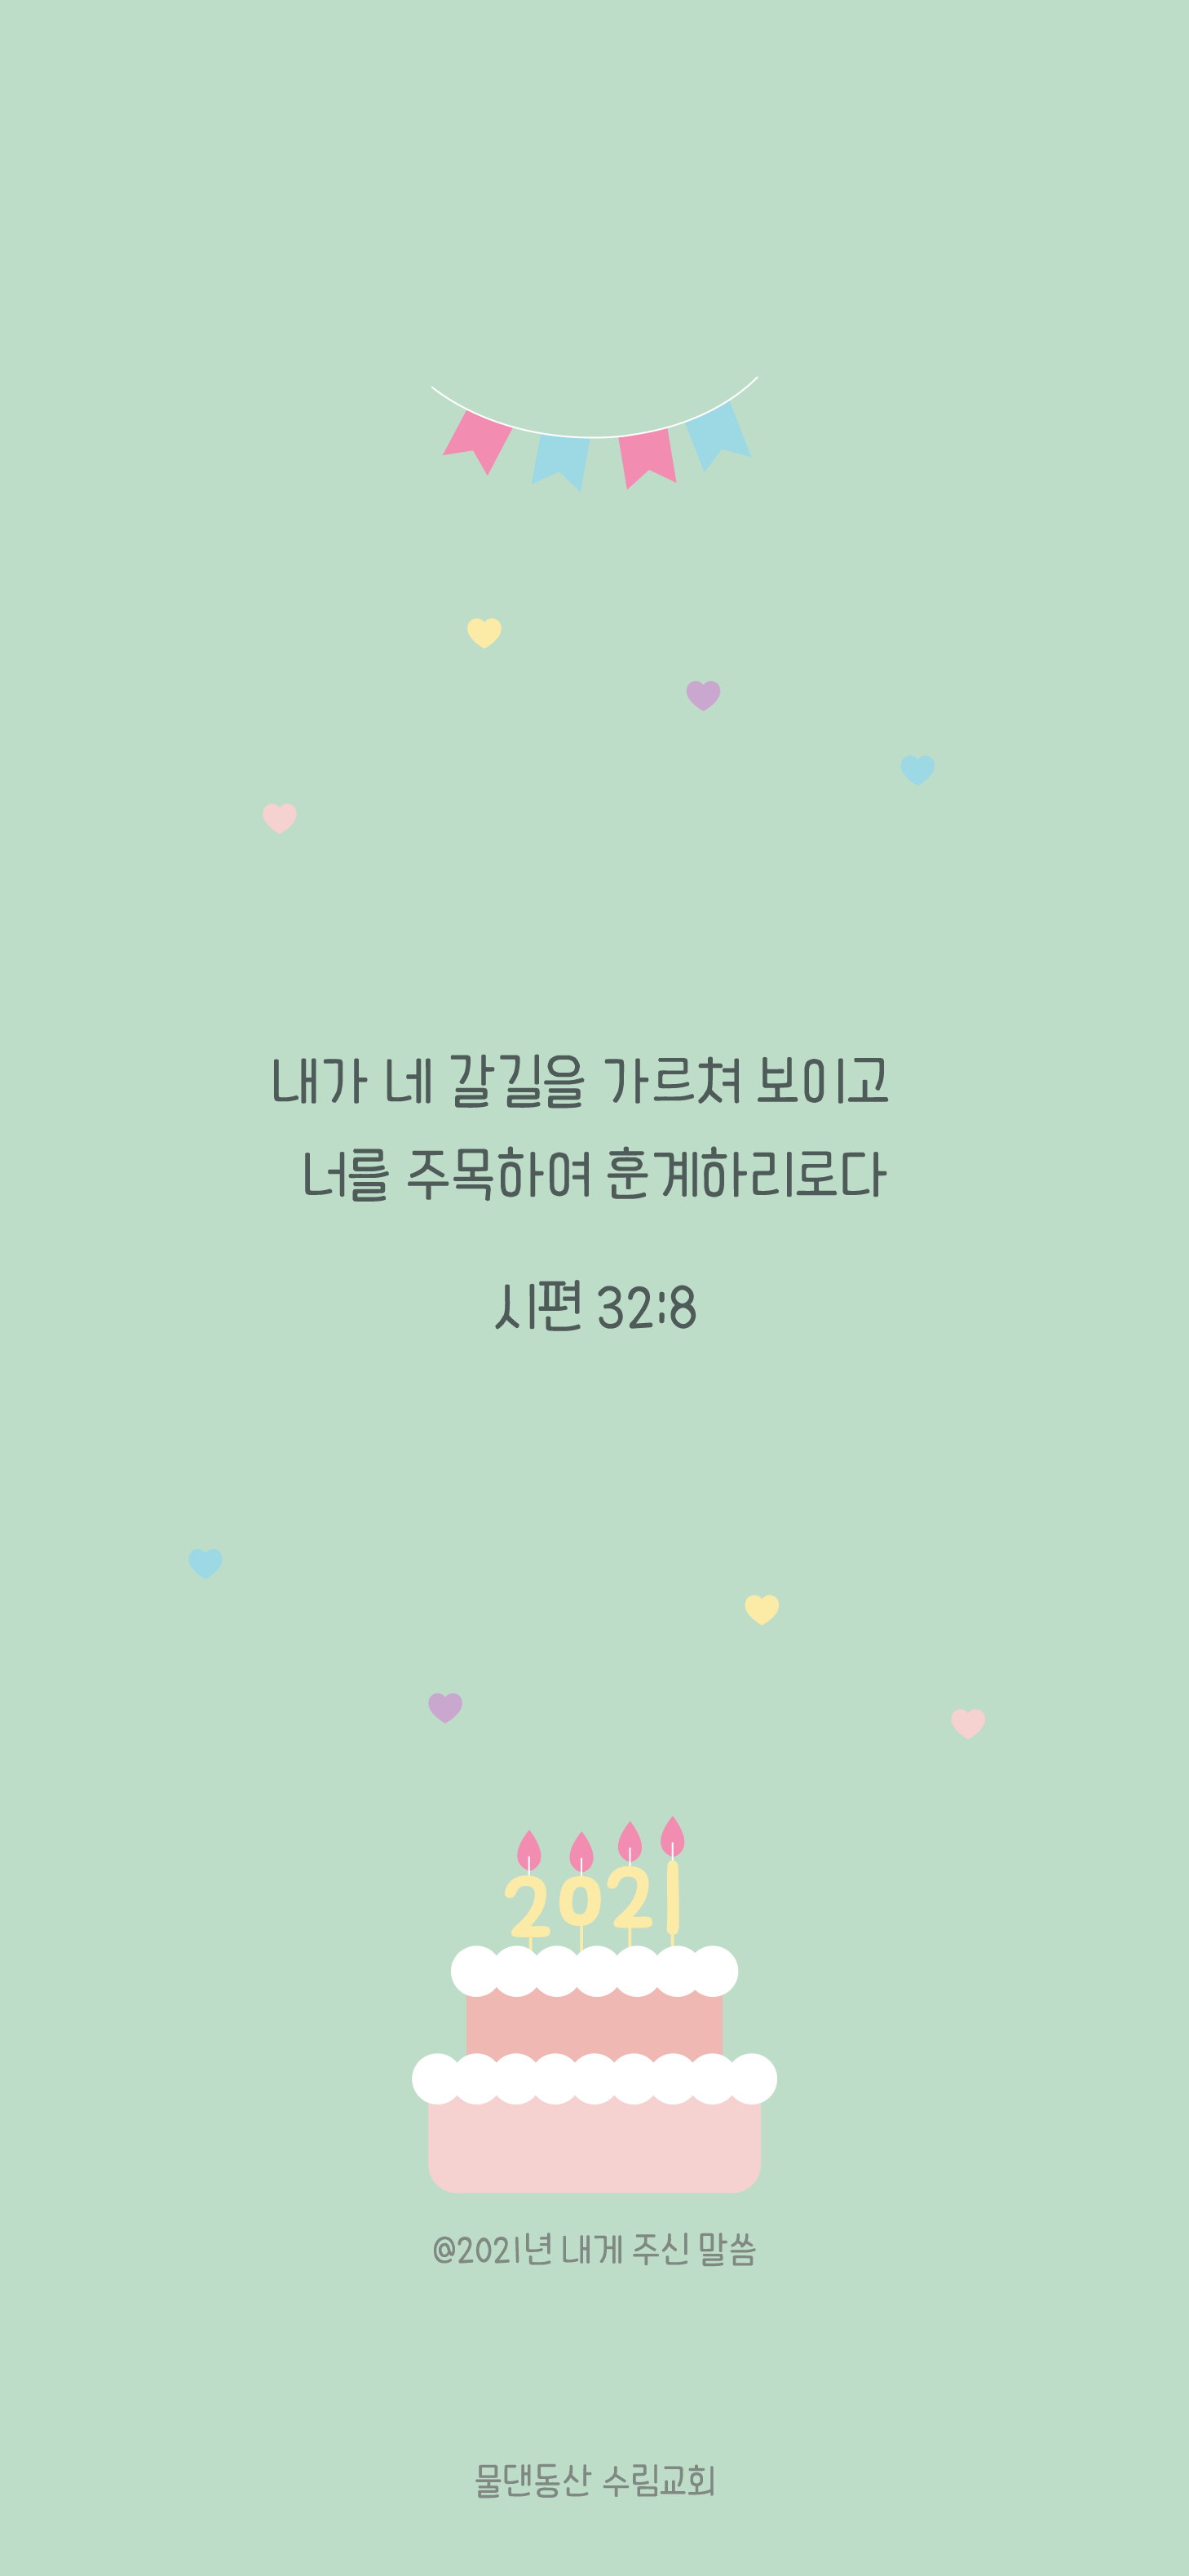 내가 네 갈길을 가르쳐 보이고
너를 주목하여 훈계하리로다
시편 32:8
2021
@2021년 내게 주신 말씀
물댄동산 수림교회